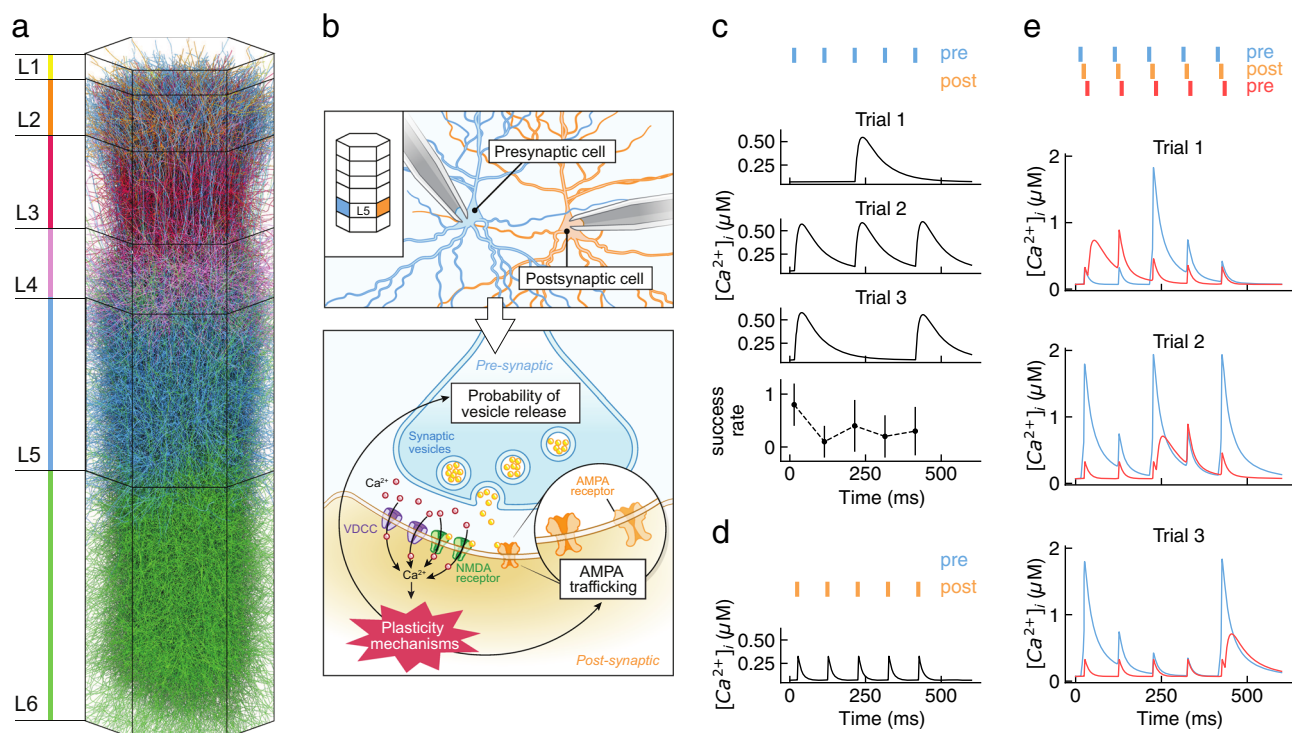 a
L1
L2
L3
L4
L5
L6
b
Presynaptic cell
L5
Postsynaptic cell
Pre-synaptic
Probability of
vesicle release
Synaptic
vesicles
Ca2+
VDCC
AMPA
receptor
NMDA
receptor
Ca2+
AMPA
trafficking
Plasticity
mechanisms
Post-synaptic
c
pre
post
Trial 1
0.50
0.25
Trial 2
0.50
0.25
[Ca2+]i (μM)
Trial 3
0.50
0.25
success
rate
1
0
0 250 500
Time (ms)
d
pre
post
[Ca2+]i (μM)
0.50
0.25
0 250 500
Time (ms)
e
pre
post
pre
Trial 1
[Ca2+]i (μM)
2
1
0
Trial 2
[Ca2+]i (μM)
2
1
0
Trial 3
[Ca2+]i (μM)
2
1
0
0 250 500
Time (ms)